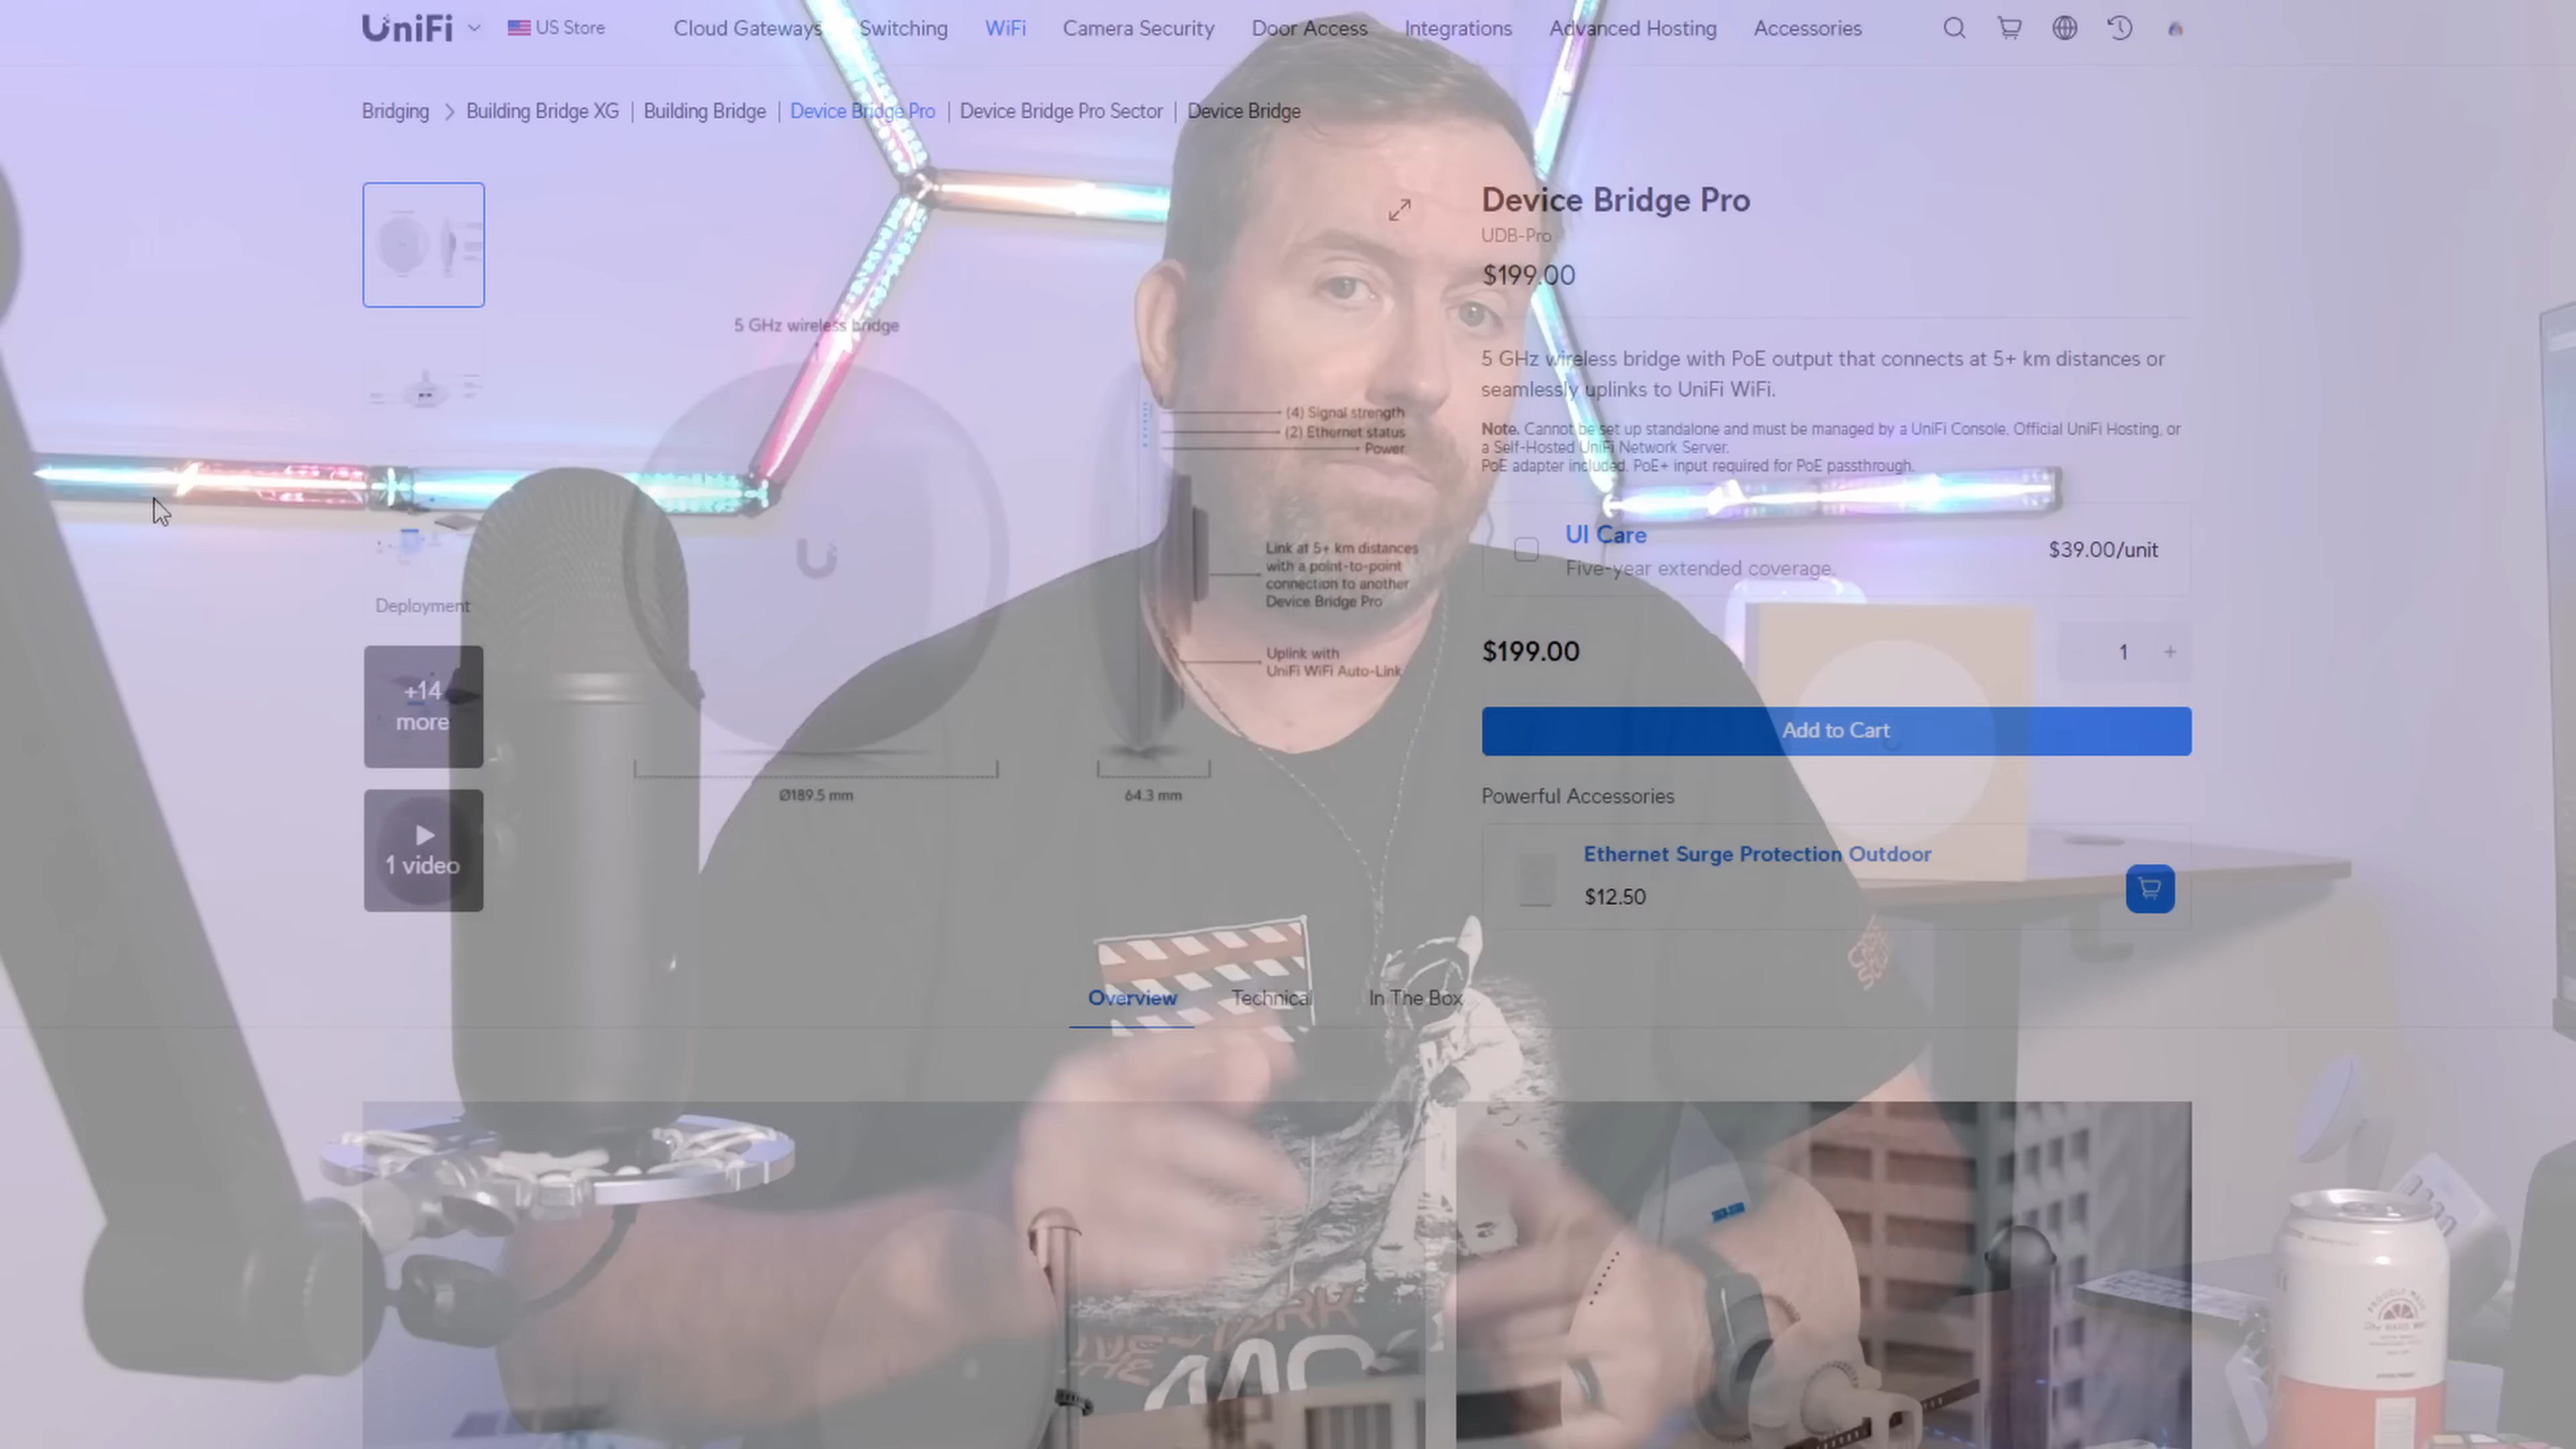 UniFi
US Store
Cloud Gateways
Switching
WiFi
Camera Security
Door Access
Integrations
Advanced Hosting
Accessories
Bridging
Building Bridge XG | Building Bridge | Device Bridge Pro | Device Bridge Pro Sector | Device Bridge
Device Bridge Pro
UDB-Pro
$199.00
5 GHz wireless bridge
5 GHz wireless bridge with PoE output that connects at 5+ km distances or
seamlessly uplinks to UniFi WiFi.
(4) Signal strength
(2) Ethernet status
Power
Note. Cannot be set up standalone and must be managed by a UniFi Console, Official UniFi Hosting, or
a Self-Hosted UniFi Network Server.
PoE adapter included. PoE+ input required for PoE passthrough.
UI Care
$39.00/unit
Five-year extended coverage.
Link at 5+ km distances
with a point-to-point
connection to another
Device Bridge Pro
Deployment
Uplink with
UniFi WiFi Auto-Link
$199.00
1 +
+14
more
Add to Cart
Ø189.5 mm
64.3 mm
Powerful Accessories
1 video
Ethernet Surge Protection Outdoor
$12.50
Overview
Technical
In The Box